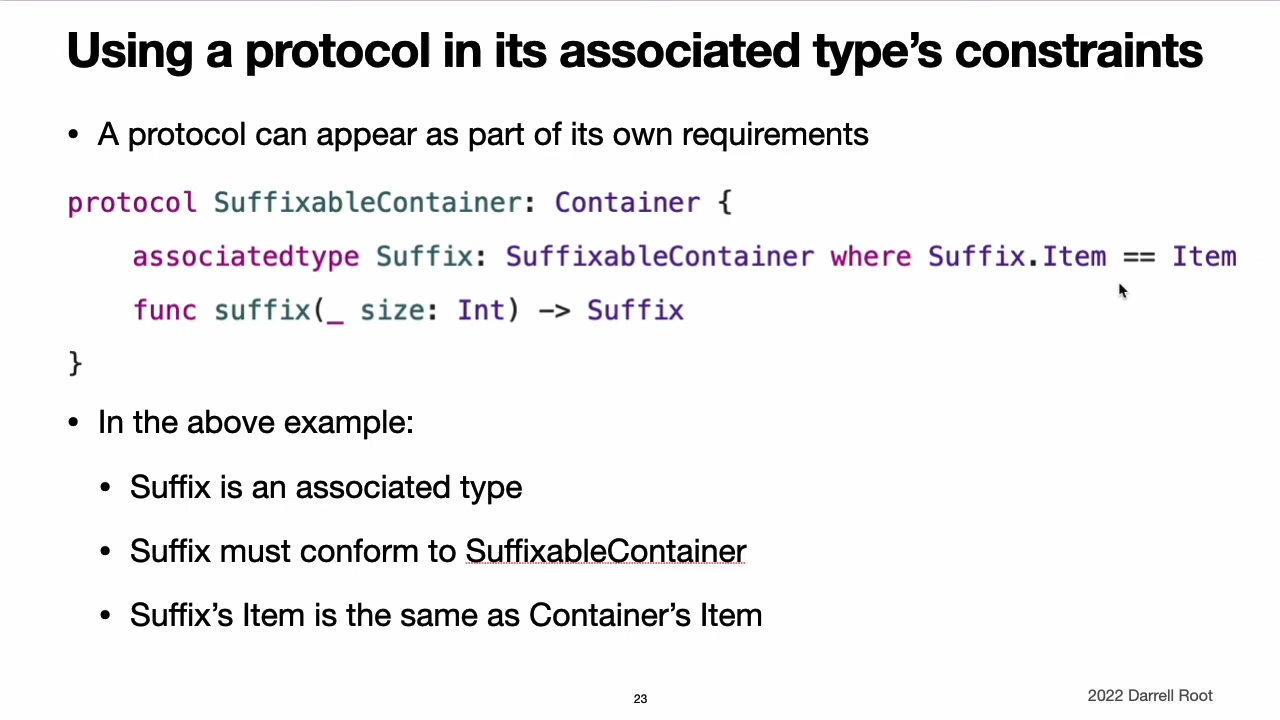 Using a protocol in its associated type’s constraints
• A protocol can appear as part of its own requirements
protocol SuffixableContainer: Container {
    associatedtype Suffix: SuffixableContainer where Suffix.Item == Item
    func suffix(_ size: Int) -> Suffix
}
• In the above example:
• Suffix is an associated type
• Suffix must conform to SuffixableContainer
• Suffix’s Item is the same as Container’s Item
23
2022 Darrell Root